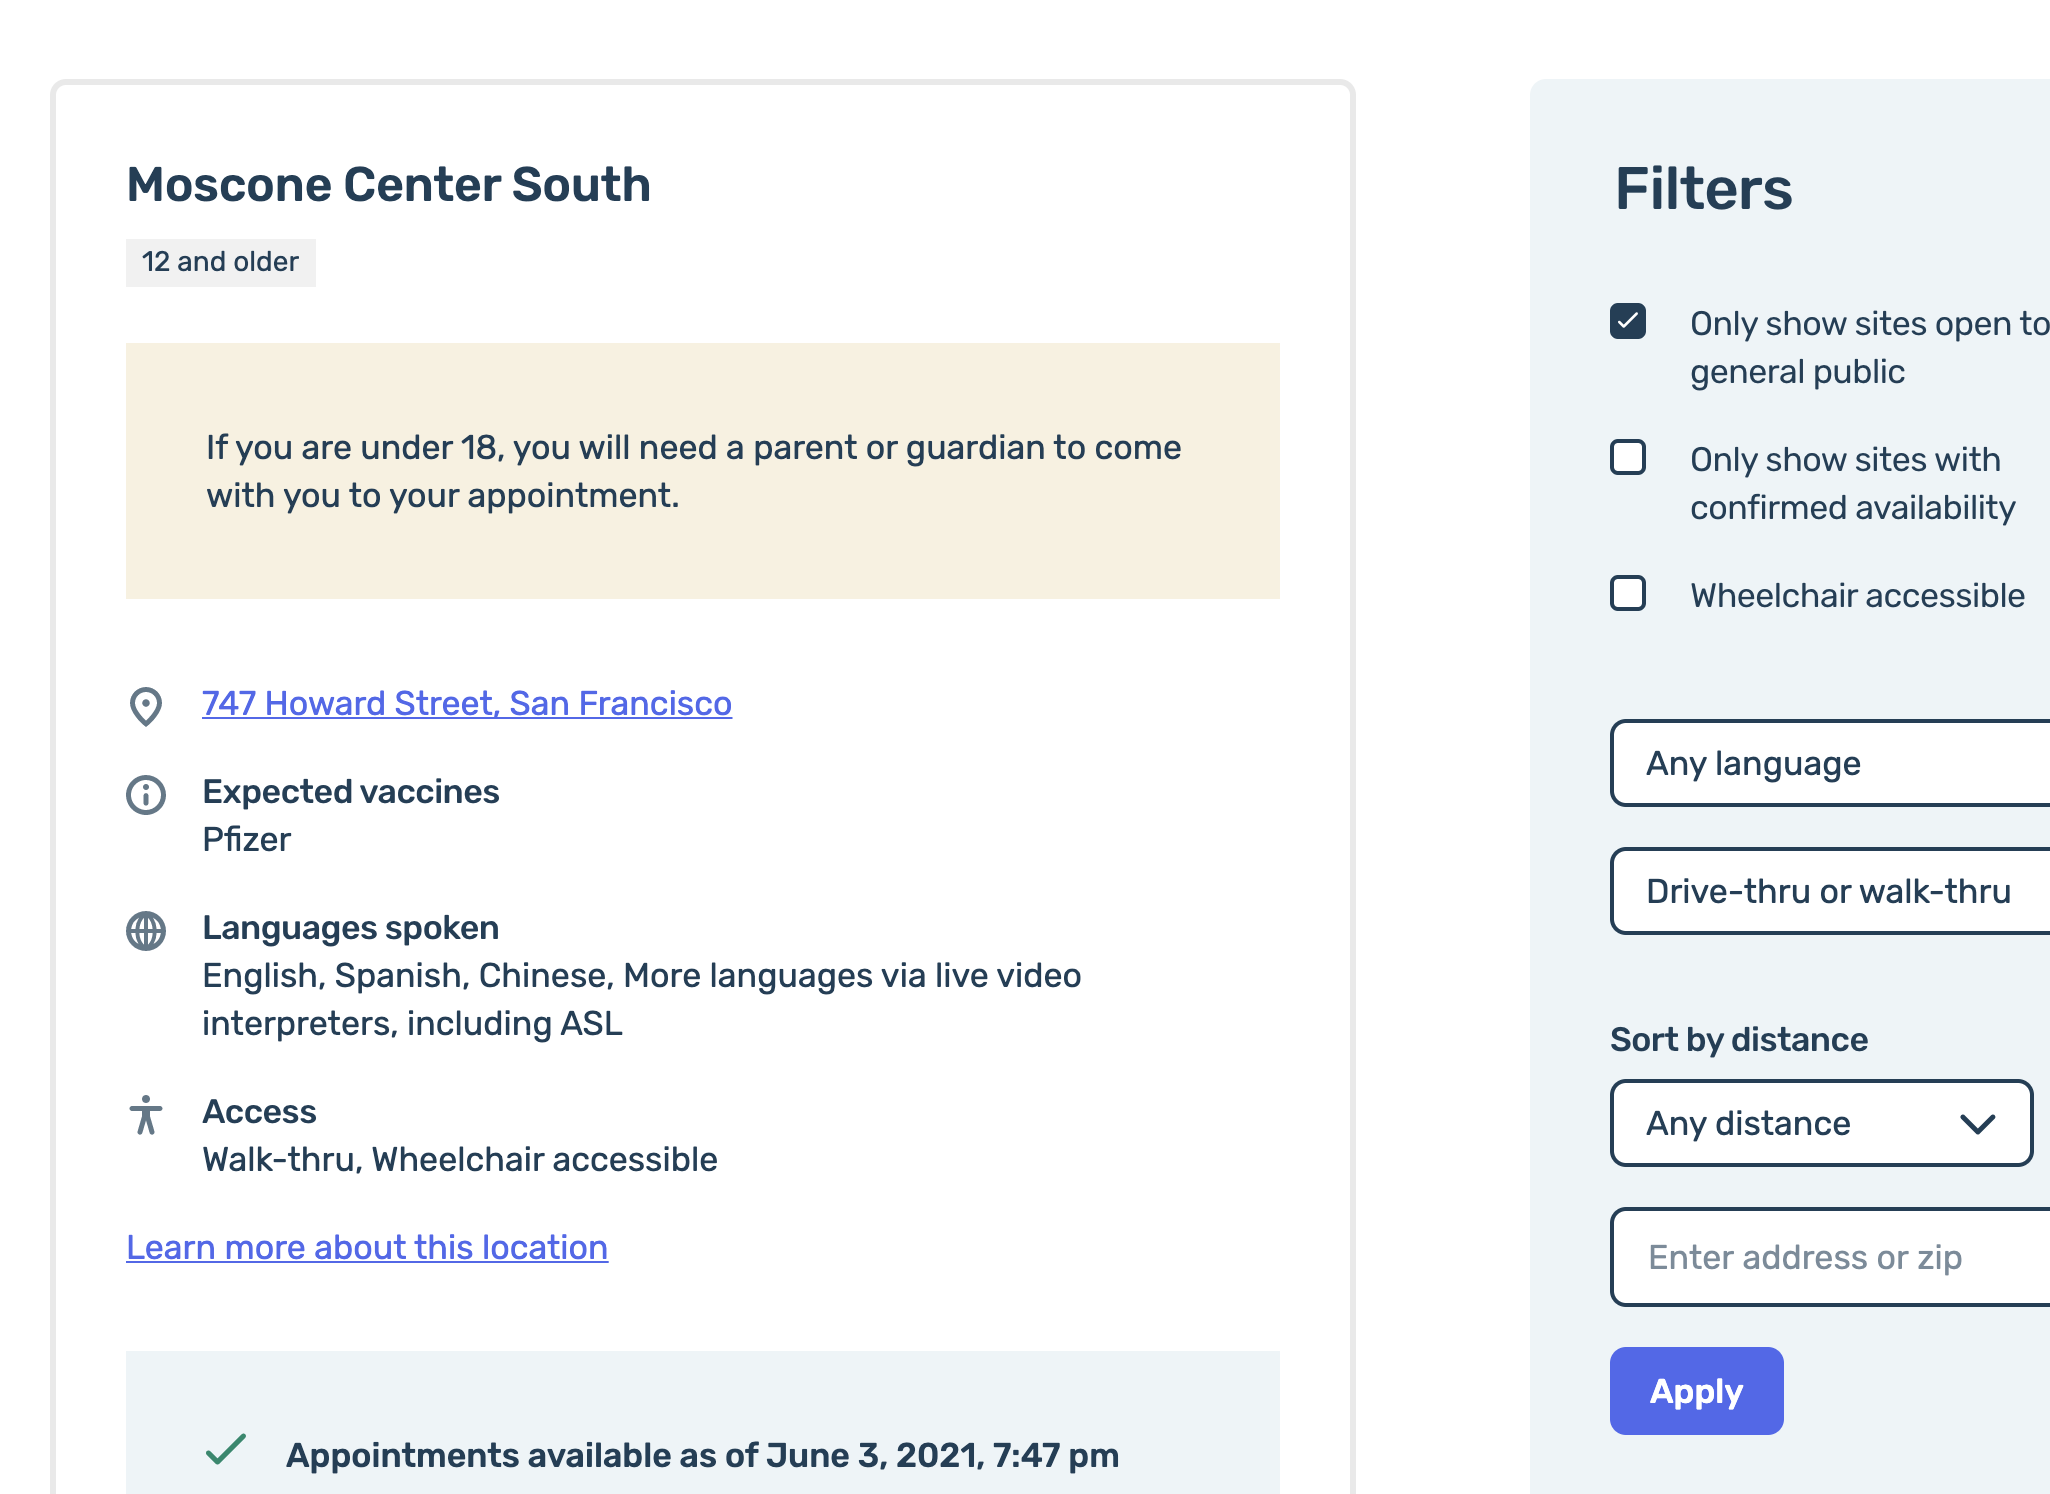 Moscone Center South
12 and older
If you are under 18, you will need a parent or guardian to come
with you to your appointment.
747 Howard Street, San Francisco
Expected vaccines
Pfizer
Languages spoken
English, Spanish, Chinese, More languages via live video
interpreters, including ASL
Access
Walk-thru, Wheelchair accessible
Learn more about this location
Appointments available as of June 3, 2021, 7:47 pm
Filters
Only show sites open to
general public
Only show sites with
confirmed availability
Wheelchair accessible
Any language
Drive-thru or walk-thru
Sort by distance
Any distance
Enter address or zip
Apply